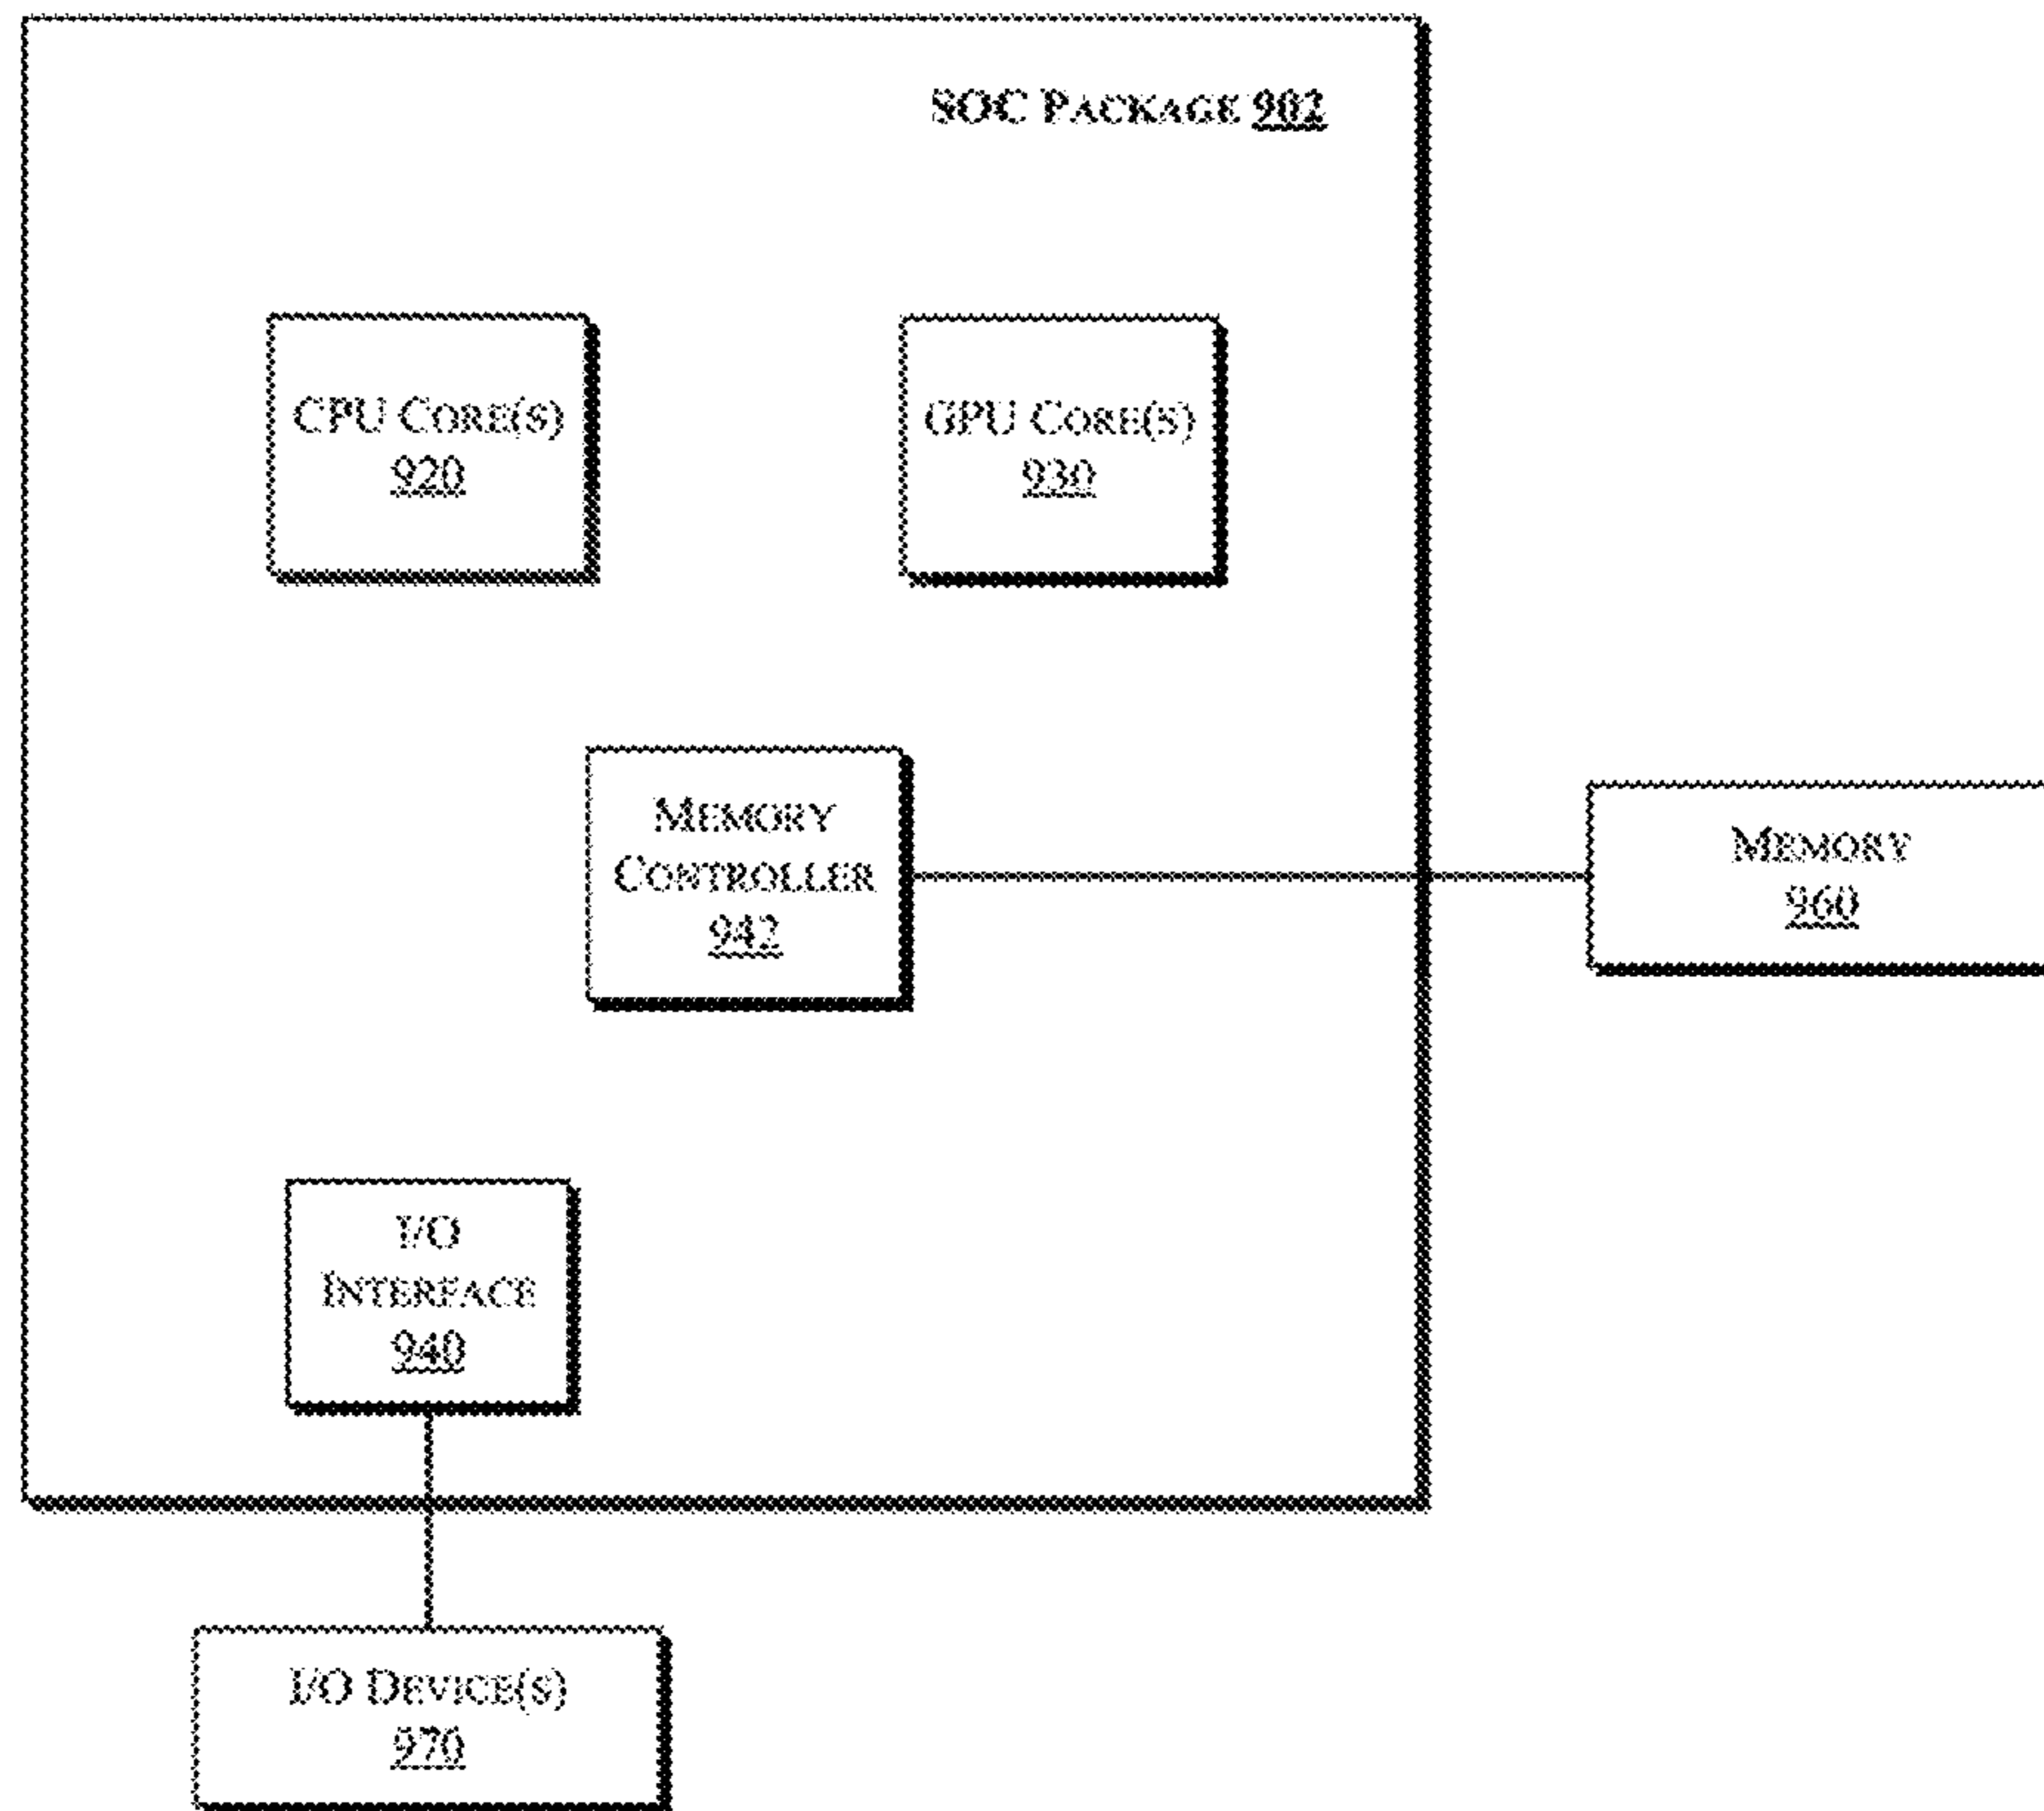 SOC PACKAGE 902
CPU CORE(S)
920
GPU CORE(S)
930
MEMORY
CONTROLLER
942
MEMORY
960
I/O
INTERFACE
940
I/O DEVICE(S)
970